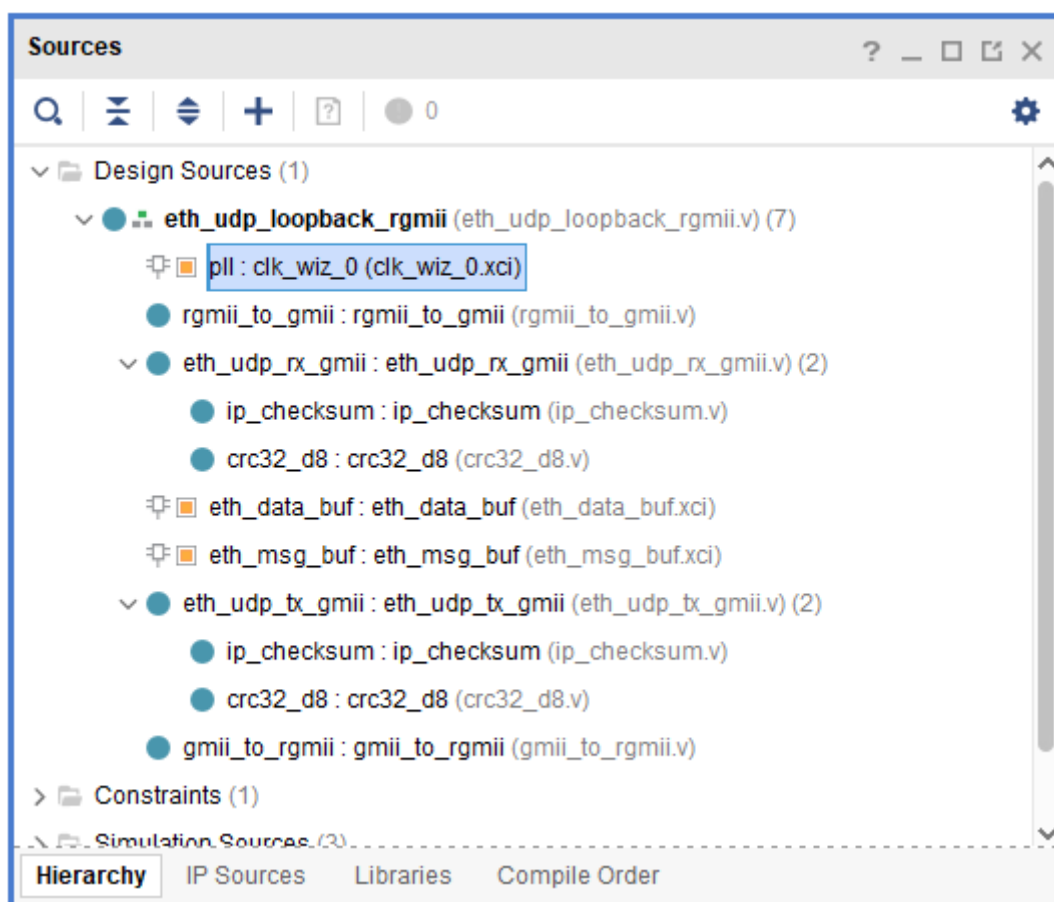 Sources
0
Design Sources (1)
eth_udp_loopback_rgmii (eth_udp_loopback_rgmii.v) (7)
pll : clk_wiz_0 (clk_wiz_0.xci)
rgmii_to_gmii : rgmii_to_gmii (rgmii_to_gmii.v)
eth_udp_rx_gmii : eth_udp_rx_gmii (eth_udp_rx_gmii.v) (2)
ip_checksum : ip_checksum (ip_checksum.v)
crc32_d8 : crc32_d8 (crc32_d8.v)
eth_data_buf : eth_data_buf (eth_data_buf.xci)
eth_msg_buf : eth_msg_buf (eth_msg_buf.xci)
eth_udp_tx_gmii : eth_udp_tx_gmii (eth_udp_tx_gmii.v) (2)
ip_checksum : ip_checksum (ip_checksum.v)
crc32_d8 : crc32_d8 (crc32_d8.v)
gmii_to_rgmii : gmii_to_rgmii (gmii_to_rgmii.v)
Constraints (1)
Simulation Sources (3)
Hierarchy IP Sources Libraries Compile Order